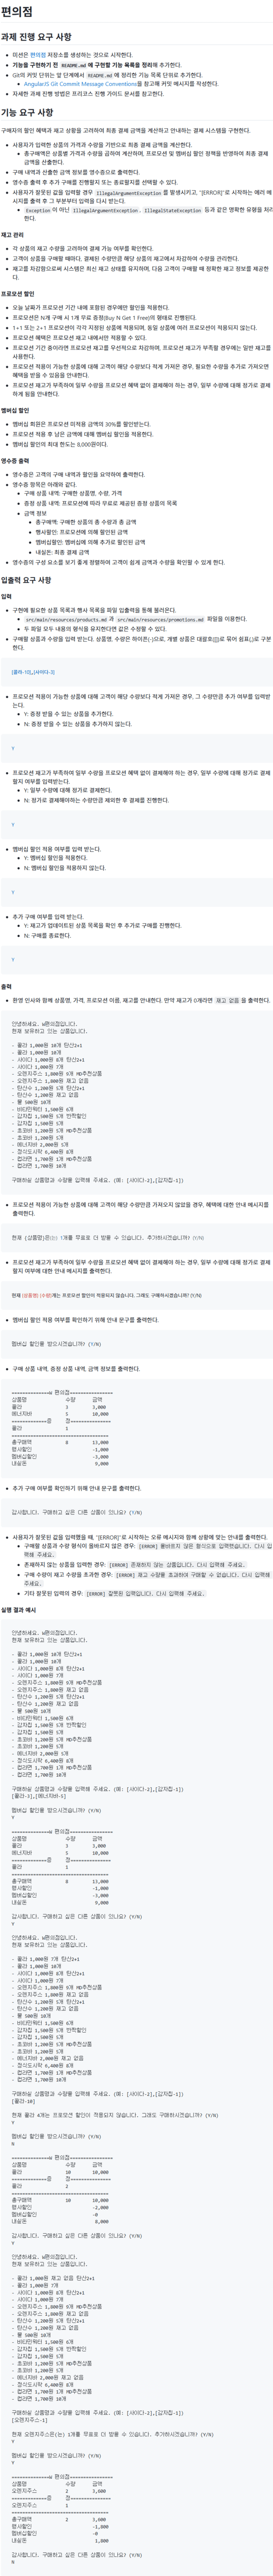 편의점
과제 진행 요구 사항
미션은 편의점 저장소를 생성하는 것으로 시작한다.
기능을 구현하기 전 README.md 에 구현할 기능 목록을 정리해 추가한다.
Git의 커밋 단위는 앞 단계에서 README.md 에 정리한 기능 목록 단위로 추가한다.
AngularJS Git Commit Message Conventions을 참고해 커밋 메시지를 작성한다.
자세한 과제 진행 방법은 프리코스 진행 가이드 문서를 참고한다.
기능 요구 사항
구매자의 할인 혜택과 재고 상황을 고려하여 최종 결제 금액을 계산하고 안내하는 결제 시스템을 구현한다.
사용자가 입력한 상품의 가격과 수량을 기반으로 최종 결제 금액을 계산한다.
총구매액은 상품별 가격과 수량을 곱하여 계산하며, 프로모션 및 멤버십 할인 정책을 반영하여 최종 결제
금액을 산출한다.
구매 내역과 산출한 금액 정보를 영수증으로 출력한다.
영수증 출력 후 추가 구매를 진행할지 또는 종료할지를 선택할 수 있다.
사용자가 잘못된 값을 입력할 경우 IllegalArgumentException 를 발생시키고, "[ERROR]"로 시작하는 에러 메
시지를 출력 후 그 부분부터 입력을 다시 받는다.
Exception 이 아닌 IllegalArgumentException , IllegalStateException 등과 같은 명확한 유형을 처리
한다.
재고 관리
각 상품의 재고 수량을 고려하여 결제 가능 여부를 확인한다.
고객이 상품을 구매할 때마다, 결제된 수량만큼 해당 상품의 재고에서 차감하여 수량을 관리한다.
재고를 차감함으로써 시스템은 최신 재고 상태를 유지하며, 다음 고객이 구매할 때 정확한 재고 정보를 제공한
다.
프로모션 할인
오늘 날짜가 프로모션 기간 내에 포함된 경우에만 할인을 적용한다.
프로모션은 N개 구매 시 1개 무료 증정(Buy N Get 1 Free)의 형태로 진행된다.
1+1 또는 2+1 프로모션이 각각 지정된 상품에 적용되며, 동일 상품에 여러 프로모션이 적용되지 않는다.
프로모션 혜택은 프로모션 재고 내에서만 적용할 수 있다.
프로모션 기간 중이라면 프로모션 재고를 우선적으로 차감하며, 프로모션 재고가 부족할 경우에는 일반 재고를
사용한다.
프로모션 적용이 가능한 상품에 대해 고객이 해당 수량보다 적게 가져온 경우, 필요한 수량을 추가로 가져오면
혜택을 받을 수 있음을 안내한다.
프로모션 재고가 부족하여 일부 수량을 프로모션 혜택 없이 결제해야 하는 경우, 일부 수량에 대해 정가로 결제
하게 됨을 안내한다.
멤버십 할인
멤버십 회원은 프로모션 미적용 금액의 30%를 할인받는다.
프로모션 적용 후 남은 금액에 대해 멤버십 할인을 적용한다.
멤버십 할인의 최대 한도는 8,000원이다.
영수증 출력
영수증은 고객의 구매 내역과 할인을 요약하여 출력한다.
영수증 항목은 아래와 같다.
구매 상품 내역: 구매한 상품명, 수량, 가격
증정 상품 내역: 프로모션에 따라 무료로 제공된 증정 상품의 목록
금액 정보
총구매액: 구매한 상품의 총 수량과 총 금액
행사할인: 프로모션에 의해 할인된 금액
멤버십할인: 멤버십에 의해 추가로 할인된 금액
내실돈: 최종 결제 금액
영수증의 구성 요소를 보기 좋게 정렬하여 고객이 쉽게 금액과 수량을 확인할 수 있게 한다.
입출력 요구 사항
입력
구현에 필요한 상품 목록과 행사 목록을 파일 입출력을 통해 불러온다.
src/main/resources/products.md 과 src/main/resources/promotions.md 파일을 이용한다.
두 파일 모두 내용의 형식을 유지한다면 값은 수정할 수 있다.
구매할 상품과 수량을 입력 받는다. 상품명, 수량은 하이픈(-)으로, 개별 상품은 대괄호([])로 묶어 쉼표(,)로 구분
한다.
[콜라-10],[사이다-3]
프로모션 적용이 가능한 상품에 대해 고객이 해당 수량보다 적게 가져온 경우, 그 수량만큼 추가 여부를 입력받
는다.
Y: 증정 받을 수 있는 상품을 추가한다.
N: 증정 받을 수 있는 상품을 추가하지 않는다.
Y
프로모션 재고가 부족하여 일부 수량을 프로모션 혜택 없이 결제해야 하는 경우, 일부 수량에 대해 정가로 결제
할지 여부를 입력받는다.
Y: 일부 수량에 대해 정가로 결제한다.
N: 정가로 결제해야하는 수량만큼 제외한 후 결제를 진행한다.
Y
멤버십 할인 적용 여부를 입력 받는다.
Y: 멤버십 할인을 적용한다.
N: 멤버십 할인을 적용하지 않는다.
Y
추가 구매 여부를 입력 받는다.
Y: 재고가 업데이트된 상품 목록을 확인 후 추가로 구매를 진행한다.
N: 구매를 종료한다.
Y
출력
환영 인사와 함께 상품명, 가격, 프로모션 이름, 재고를 안내한다. 만약 재고가 0개라면 재고 없음 을 출력한다.
안녕하세요. W편의점입니다.
현재 보유하고 있는 상품입니다.
- 콜라 1,000원 10개 탄산2+1
- 콜라 1,000원 10개
- 사이다 1,000원 8개 탄산2+1
- 사이다 1,000원 7개
- 오렌지주스 1,800원 9개 MD추천상품
- 오렌지주스 1,800원 재고 없음
- 탄산수 1,200원 5개 탄산2+1
- 탄산수 1,200원 재고 없음
- 물 500원 10개
- 비타민워터 1,500원 6개
- 감자칩 1,500원 5개 반짝할인
- 감자칩 1,500원 5개
- 초코바 1,200원 5개 MD추천상품
- 초코바 1,200원 5개
- 에너지바 2,000원 5개
- 정식도시락 6,400원 8개
- 컵라면 1,700원 1개 MD추천상품
- 컵라면 1,700원 10개
구매하실 상품명과 수량을 입력해 주세요. (예: [사이다-2],[감자칩-1])
프로모션 적용이 가능한 상품에 대해 고객이 해당 수량만큼 가져오지 않았을 경우, 혜택에 대한 안내 메시지를
출력한다.
현재 {상품명}은(는) 1개를 무료로 더 받을 수 있습니다. 추가하시겠습니까? (Y/N)
프로모션 재고가 부족하여 일부 수량을 프로모션 혜택 없이 결제해야 하는 경우, 일부 수량에 대해 정가로 결제
할지 여부에 대한 안내 메시지를 출력한다.
현재 {상품명} {수량}개는 프로모션 할인이 적용되지 않습니다. 그래도 구매하시겠습니까? (Y/N)
멤버십 할인 적용 여부를 확인하기 위해 안내 문구를 출력한다.
멤버십 할인을 받으시겠습니까? (Y/N)
구매 상품 내역, 증정 상품 내역, 금액 정보를 출력한다.
==============W 편의점================
상품명 수량 금액
콜라 3 3,000
에너지바 5 10,000
=============증 정===============
콜라 1
====================================
총구매액 8 13,000
행사할인 -1,000
멤버십할인 -3,000
내실돈 9,000
추가 구매 여부를 확인하기 위해 안내 문구를 출력한다.
감사합니다. 구매하고 싶은 다른 상품이 있나요? (Y/N)
사용자가 잘못된 값을 입력했을 때, "[ERROR]"로 시작하는 오류 메시지와 함께 상황에 맞는 안내를 출력한다.
구매할 상품과 수량 형식이 올바르지 않은 경우: [ERROR] 올바르지 않은 형식으로 입력했습니다. 다시 입
력해 주세요.
존재하지 않는 상품을 입력한 경우: [ERROR] 존재하지 않는 상품입니다. 다시 입력해 주세요.
구매 수량이 재고 수량을 초과한 경우: [ERROR] 재고 수량을 초과하여 구매할 수 없습니다. 다시 입력해
주세요.
기타 잘못된 입력의 경우: [ERROR] 잘못된 입력입니다. 다시 입력해 주세요.
실행 결과 예시
안녕하세요. W편의점입니다.
현재 보유하고 있는 상품입니다.
- 콜라 1,000원 10개 탄산2+1
- 콜라 1,000원 10개
- 사이다 1,000원 8개 탄산2+1
- 사이다 1,000원 7개
- 오렌지주스 1,800원 9개 MD추천상품
- 오렌지주스 1,800원 재고 없음
- 탄산수 1,200원 5개 탄산2+1
- 탄산수 1,200원 재고 없음
- 물 500원 10개
- 비타민워터 1,500원 6개
- 감자칩 1,500원 5개 반짝할인
- 감자칩 1,500원 5개
- 초코바 1,200원 5개 MD추천상품
- 초코바 1,200원 5개
- 에너지바 2,000원 5개
- 정식도시락 6,400원 8개
- 컵라면 1,700원 1개 MD추천상품
- 컵라면 1,700원 10개
구매하실 상품명과 수량을 입력해 주세요. (예: [사이다-2],[감자칩-1])
[콜라-3],[에너지바-5]
멤버십 할인을 받으시겠습니까? (Y/N)
Y
==============W 편의점================
상품명 수량 금액
콜라 3 3,000
에너지바 5 10,000
=============증 정===============
콜라 1
====================================
총구매액 8 13,000
행사할인 -1,000
멤버십할인 -3,000
내실돈 9,000
감사합니다. 구매하고 싶은 다른 상품이 있나요? (Y/N)
Y
안녕하세요. W편의점입니다.
현재 보유하고 있는 상품입니다.
- 콜라 1,000원 7개 탄산2+1
- 콜라 1,000원 10개
- 사이다 1,000원 8개 탄산2+1
- 사이다 1,000원 7개
- 오렌지주스 1,800원 9개 MD추천상품
- 오렌지주스 1,800원 재고 없음
- 탄산수 1,200원 5개 탄산2+1
- 탄산수 1,200원 재고 없음
- 물 500원 10개
- 비타민워터 1,500원 6개
- 감자칩 1,500원 5개 반짝할인
- 감자칩 1,500원 5개
- 초코바 1,200원 5개 MD추천상품
- 초코바 1,200원 5개
- 에너지바 2,000원 재고 없음
- 정식도시락 6,400원 8개
- 컵라면 1,700원 1개 MD추천상품
- 컵라면 1,700원 10개
구매하실 상품명과 수량을 입력해 주세요. (예: [사이다-2],[감자칩-1])
[콜라-10]
현재 콜라 4개는 프로모션 할인이 적용되지 않습니다. 그래도 구매하시겠습니까? (Y/N)
Y
멤버십 할인을 받으시겠습니까? (Y/N)
N
==============W 편의점================
상품명 수량 금액
콜라 10 10,000
=============증 정===============
콜라 2
====================================
총구매액 10 10,000
행사할인 -2,000
멤버십할인 -0
내실돈 8,000
감사합니다. 구매하고 싶은 다른 상품이 있나요? (Y/N)
Y
안녕하세요. W편의점입니다.
현재 보유하고 있는 상품입니다.
- 콜라 1,000원 재고 없음 탄산2+1
- 콜라 1,000원 7개
- 사이다 1,000원 8개 탄산2+1
- 사이다 1,000원 7개
- 오렌지주스 1,800원 9개 MD추천상품
- 오렌지주스 1,800원 재고 없음
- 탄산수 1,200원 5개 탄산2+1
- 탄산수 1,200원 재고 없음
- 물 500원 10개
- 비타민워터 1,500원 6개
- 감자칩 1,500원 5개 반짝할인
- 감자칩 1,500원 5개
- 초코바 1,200원 5개 MD추천상품
- 초코바 1,200원 5개
- 에너지바 2,000원 재고 없음
- 정식도시락 6,400원 8개
- 컵라면 1,700원 1개 MD추천상품
- 컵라면 1,700원 10개
구매하실 상품명과 수량을 입력해 주세요. (예: [사이다-2],[감자칩-1])
[오렌지주스-1]
현재 오렌지주스은(는) 1개를 무료로 더 받을 수 있습니다. 추가하시겠습니까? (Y/N)
Y
멤버십 할인을 받으시겠습니까? (Y/N)
Y
==============W 편의점================
상품명 수량 금액
오렌지주스 2 3,600
=============증 정===============
오렌지주스 1
====================================
총구매액 2 3,600
행사할인 -1,800
멤버십할인 -0
내실돈 1,800
감사합니다. 구매하고 싶은 다른 상품이 있나요? (Y/N)
N